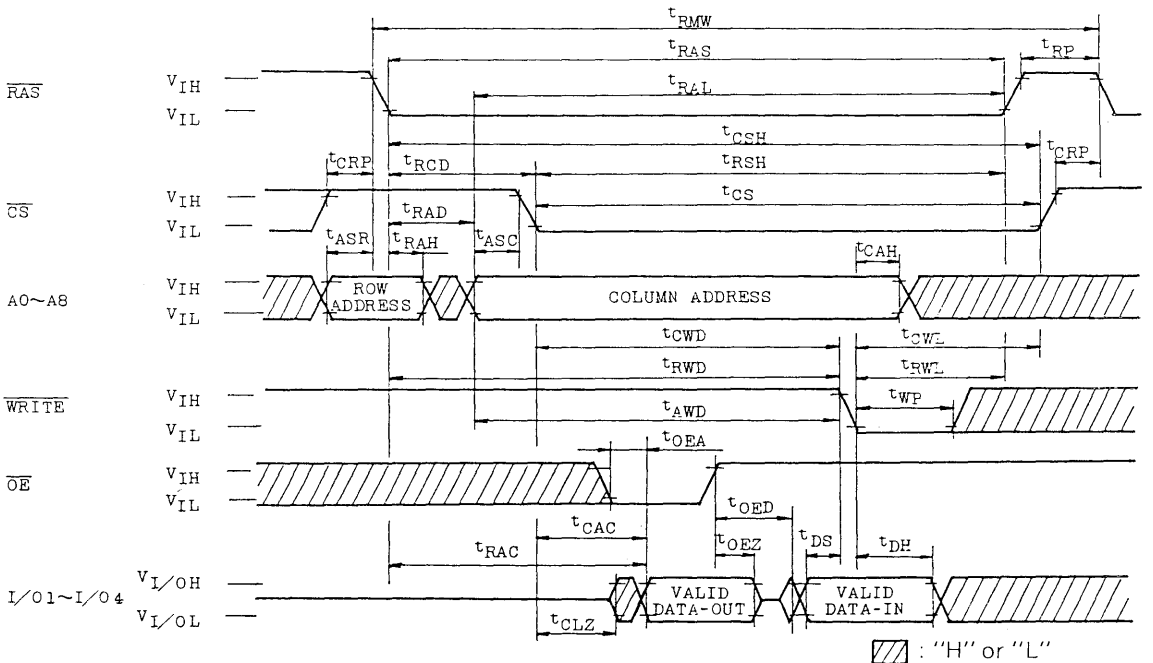 tRMW
tRAS
tRP
RAS
VIH
VIL
tRAL
tCSH
tCRP
tRCD
tRSH
tCRP
CS
VIH
VIL
tCS
tRAD
tASR
tRAH
tASC
tCAH
A0~A8
VIH
VIL
ROW
ADDRESS
COLUMN ADDRESS
tCWD
tCWL
tRWD
tRWL
WRITE
VIH
VIL
tWP
tAWD
tOEA
OE
VIH
VIL
tOED
tCAC
tRAC
tOEZ
tDS
tDH
I/O1~I/O4
VI/OH
VI/OL
VALID
DATA-OUT
VALID
DATA-IN
tCLZ
: "H" or "L"